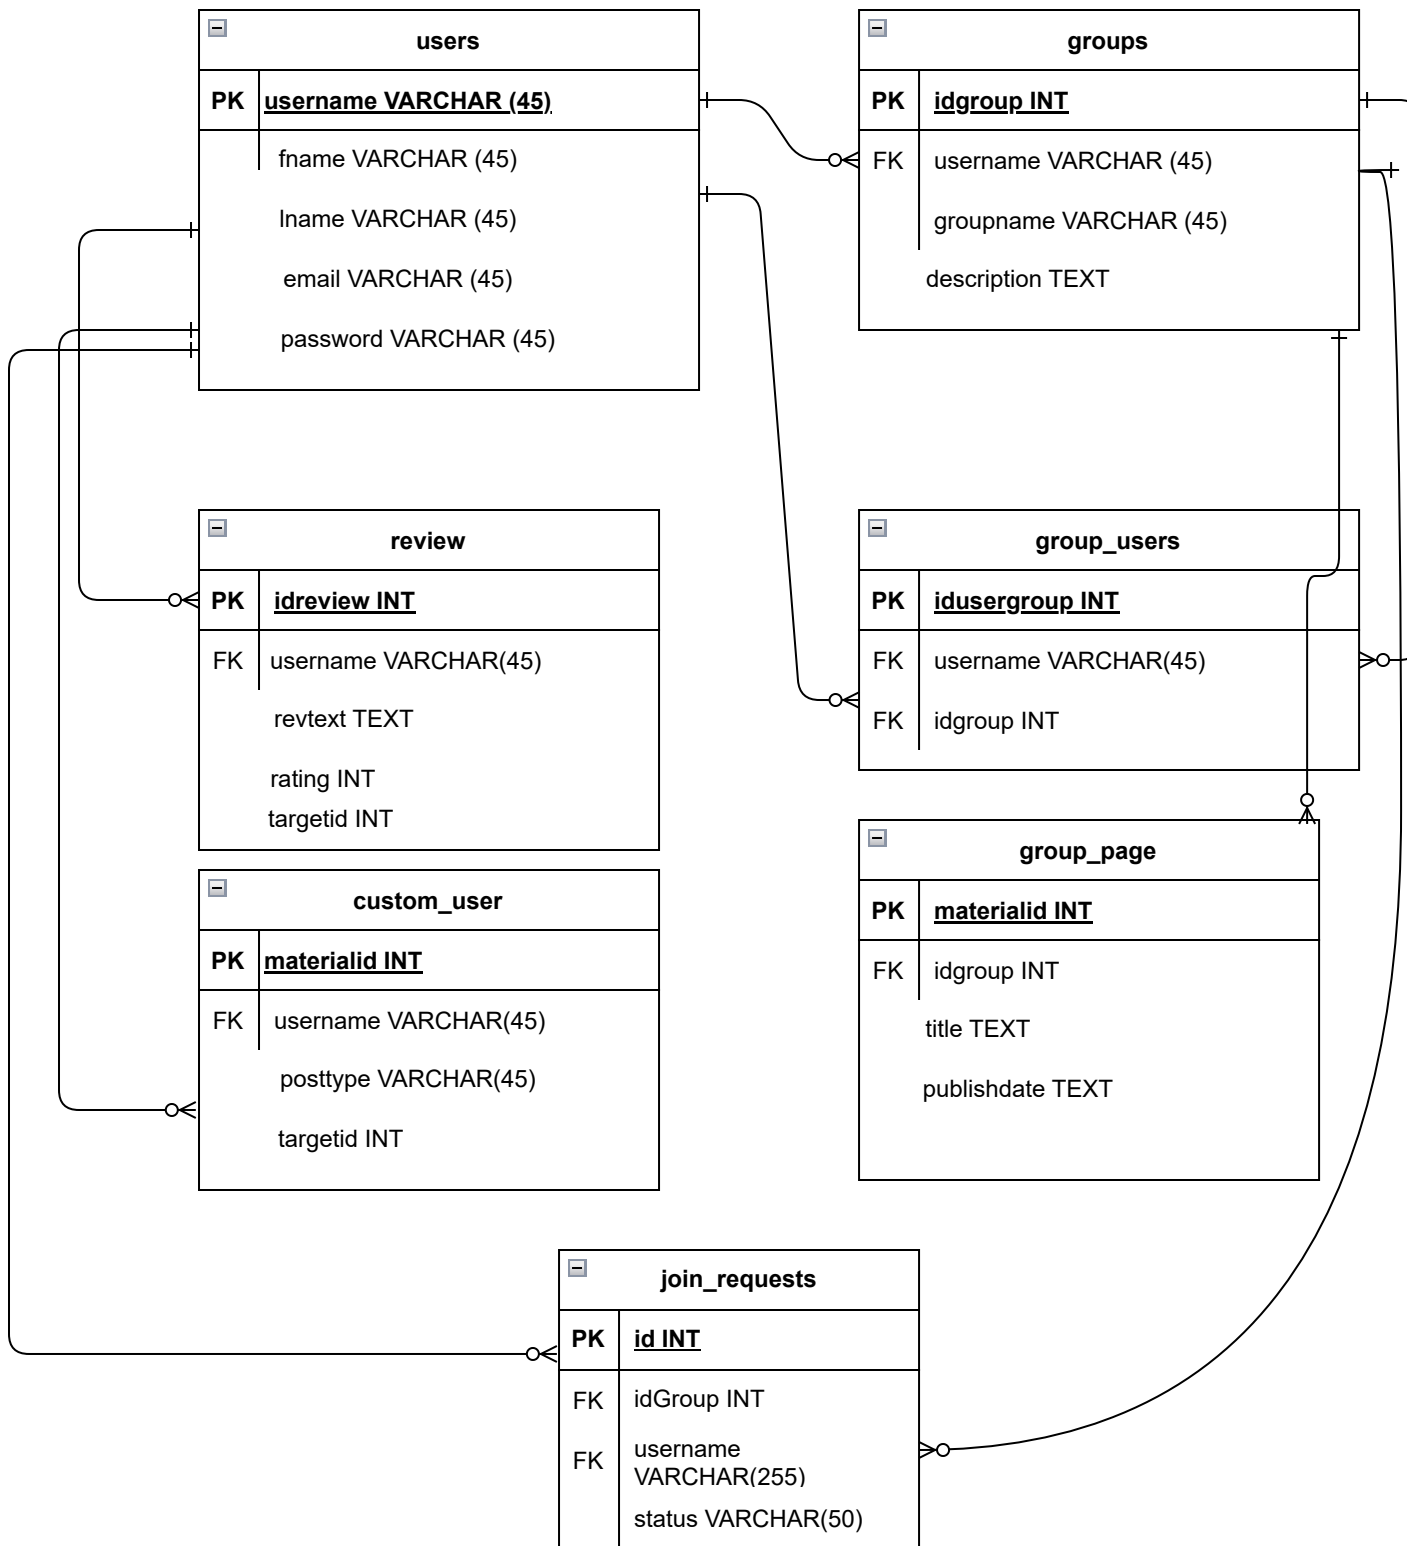 users
PK username VARCHAR (45)
fname VARCHAR (45)
lname VARCHAR (45)
email VARCHAR (45)
password VARCHAR (45)
groups
PK idgroup INT
FK username VARCHAR (45)
groupname VARCHAR (45)
description TEXT
review
PK idreview INT
FK username VARCHAR(45)
revtext TEXT
rating INT
targetid INT
group_users
PK idusergroup INT
FK username VARCHAR(45)
FK idgroup INT
custom_user
PK materialid INT
FK username VARCHAR(45)
posttype VARCHAR(45)
targetid INT
group_page
PK materialid INT
FK idgroup INT
title TEXT
publishdate TEXT
join_requests
PK id INT
FK idGroup INT
FK username
VARCHAR(255)
status VARCHAR(50)